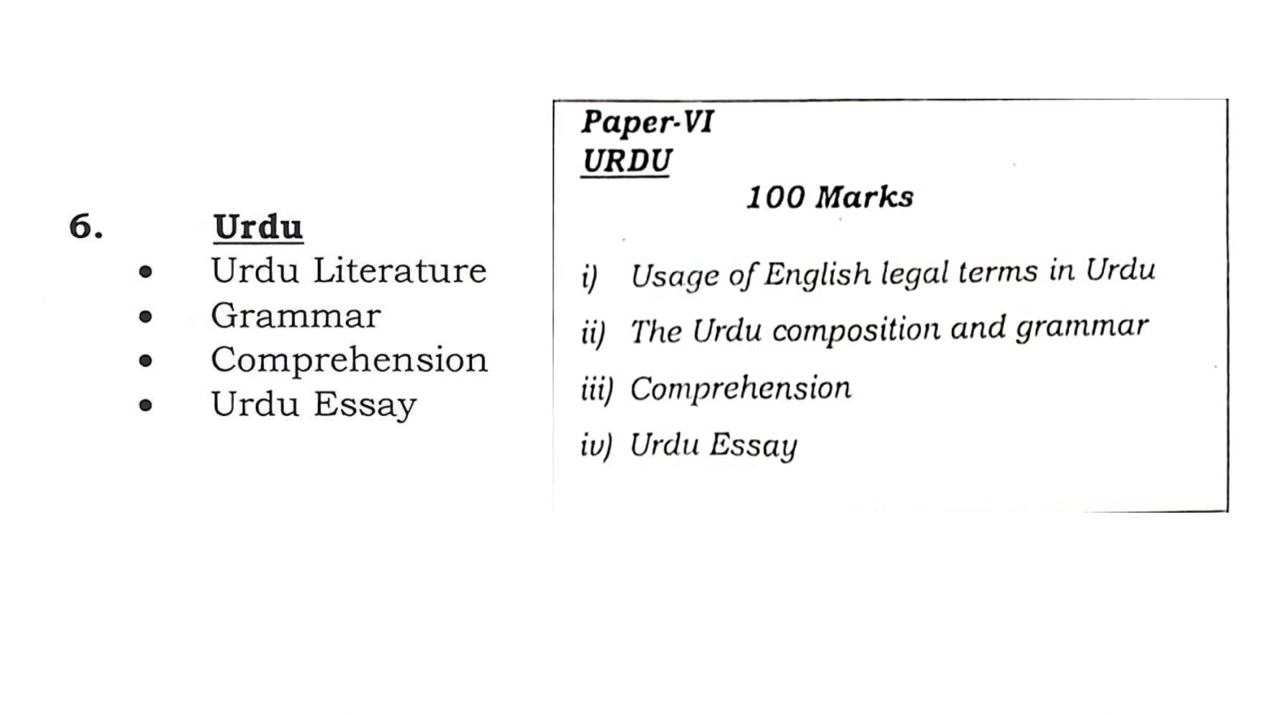 6. Urdu
• Urdu Literature
• Grammar
• Comprehension
• Urdu Essay
Paper-VI
URDU
100 Marks
i) Usage of English legal terms in Urdu
ii) The Urdu composition and grammar
iii) Comprehension
iv) Urdu Essay